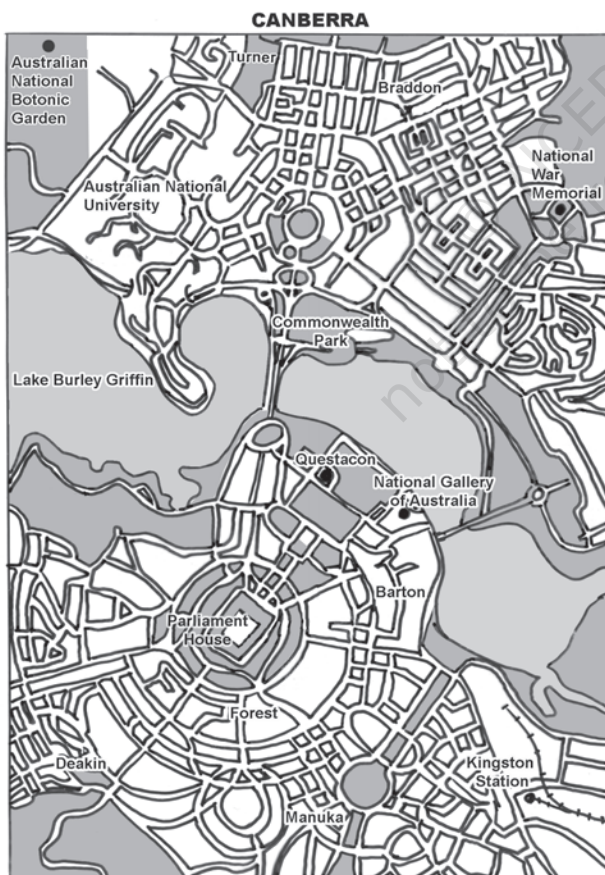 CANBERRA
Australian
National
Botonic
Garden
Turner
Braddon
National
War
Memorial
Australian National
University
Commonwealth
Park
Lake Burley Griffin
Questacon
National Gallery
of Australia
Barton
Parliament
House
Forest
Deakin
Kingston
Station
Manuka